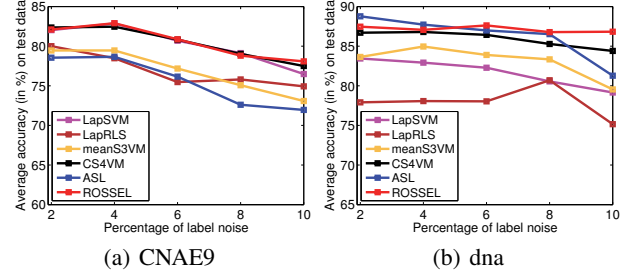 Average accuracy (in %) on test data
85
80
75
70
65
60
2 4 6 8 10
LapSVM
LapRLS
meanS3VM
CS4VM
ASL
ROSSEL
Percentage of label noise
(a) CNAE9
Average accuracy (in %) on test data
90
85
80
75
70
65
2 4 6 8 10
LapSVM
LapRLS
meanS3VM
CS4VM
ASL
ROSSEL
Percentage of label noise
(b) dna